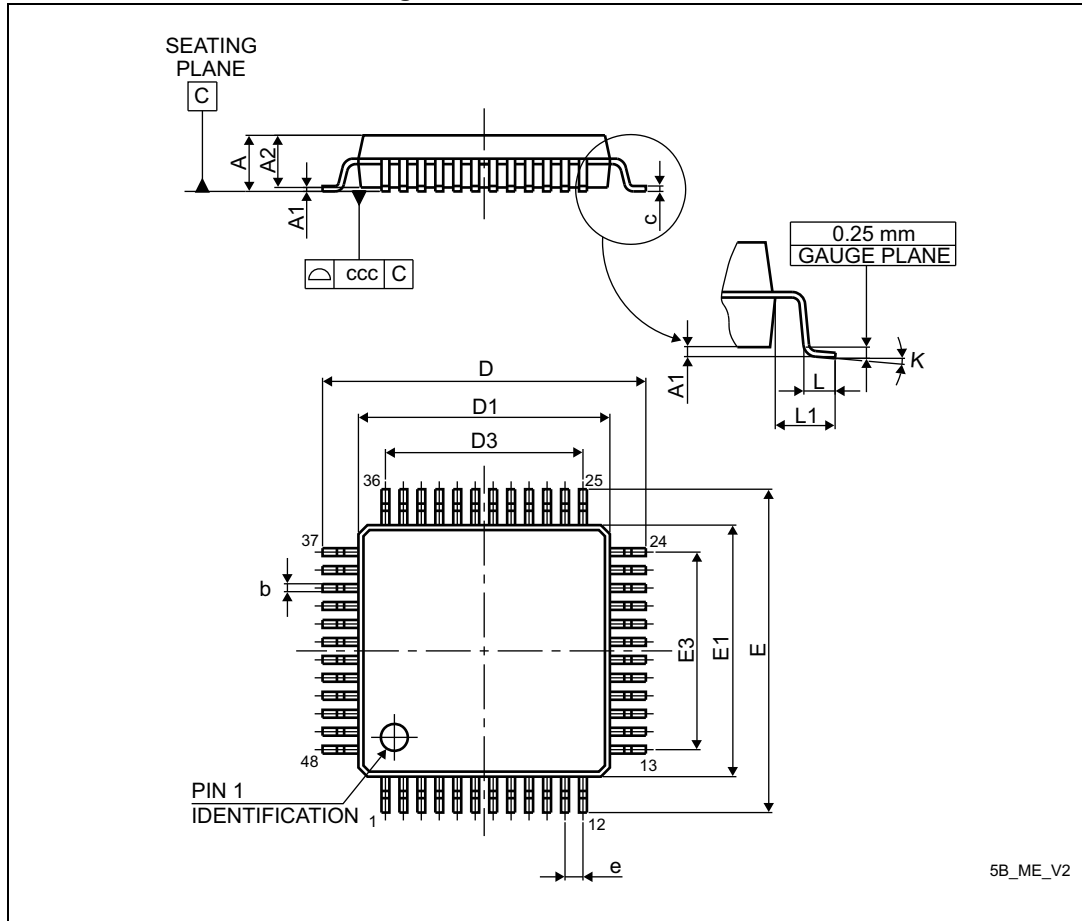 SEATING
PLANE
C
A
A2
A1
c
ccc
C
0.25 mm
GAUGE PLANE
A1
L
L1
K
D
D1
D3
36
25
37
24
b
E3
E1
E
48
13
PIN 1
IDENTIFICATION
1
12
e
5B_ME_V2